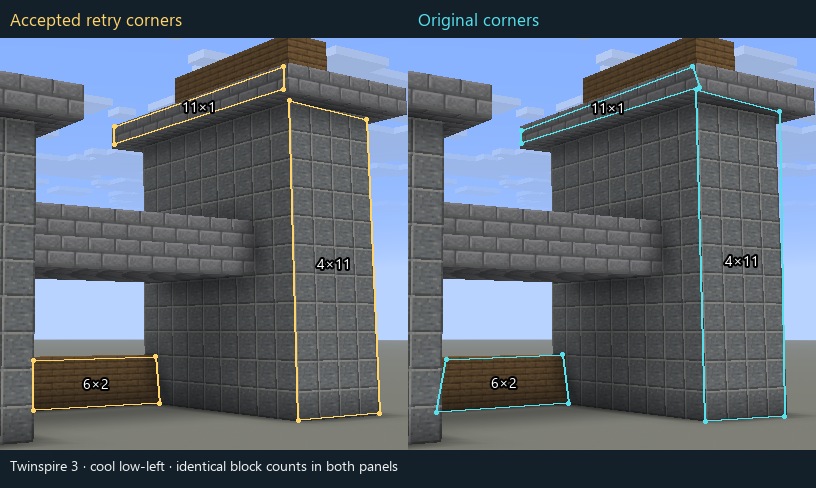 Accepted retry corners
Original corners
11×1
11×1
4×11
4×11
6×2
6×2
Twinspire 3 · cool low-left · identical block counts in both panels